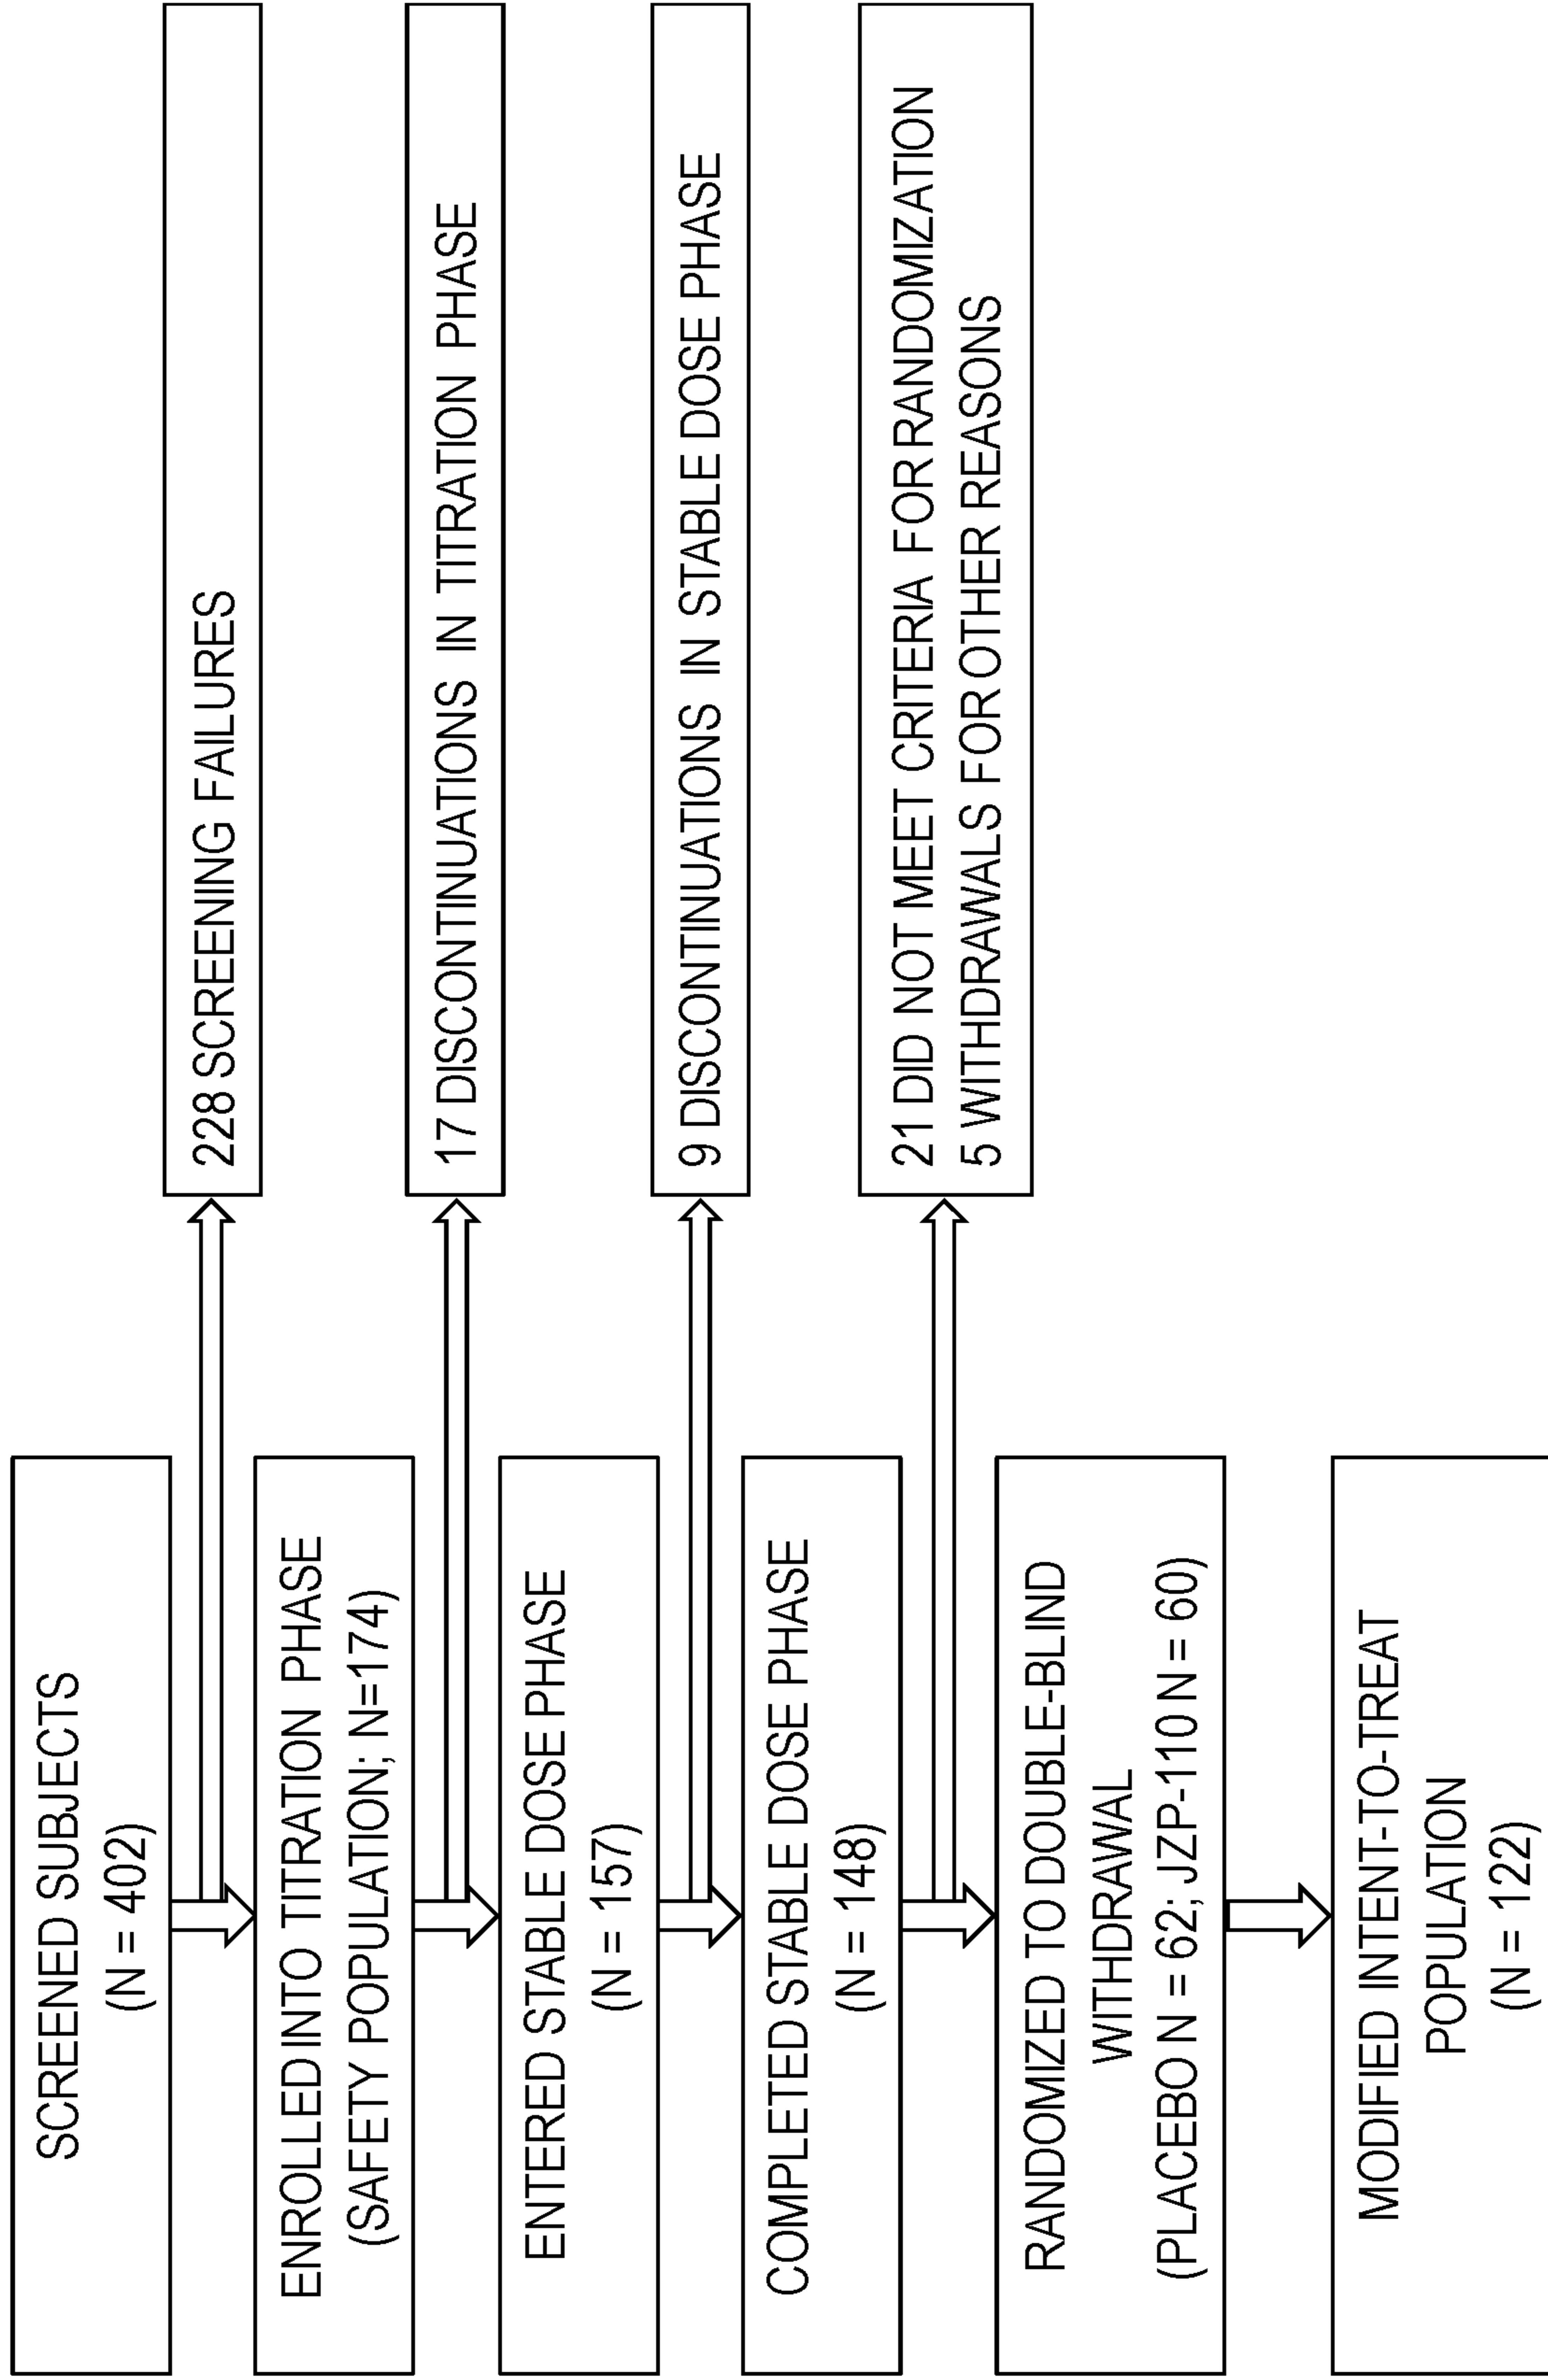 SCREENED SUBJECTS
(N = 402)
228 SCREENING FAILURES
ENROLLED INTO TITRATION PHASE
(SAFETY POPULATION; N=174)
17 DISCONTINUATIONS IN TITRATION PHASE
ENTERED STABLE DOSE PHASE
(N = 157)
9 DISCONTINUATIONS IN STABLE DOSE PHASE
COMPLETED STABLE DOSE PHASE
(N = 148)
21 DID NOT MEET CRITERIA FOR RANDOMIZATION
5 WITHDRAWALS FOR OTHER REASONS
RANDOMIZED TO DOUBLE-BLIND
WITHDRAWAL
(PLACEBO N = 62; JZP-110 N = 60)
MODIFIED INTENT-TO-TREAT
POPULATION
(N = 122)